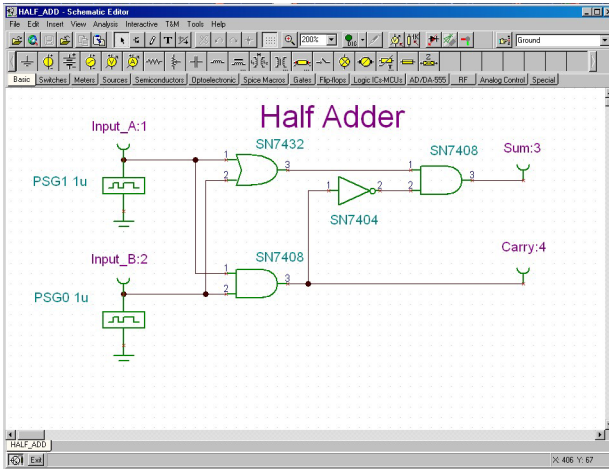 HALF_ADD - Schematic Editor
File Edit Insert View Analysis Interactive T&M Tools Help
200% DIG Ground
Basic Switches Meters Sources Semiconductors Optoelectronic Spice Macros Gates Flip-flops Logic ICs-MCUs AD/DA-555 RF Analog Control Special
Half Adder
Input_A:1
SN7432
SN7408
Sum:3
1
3
1
2
3
PSG1 1u
1
2
2
SN7404
Input_B:2
SN7408
Carry:4
1
3
2
PSG0 1u
HALF_ADD
Exit
X: 406 Y: 67